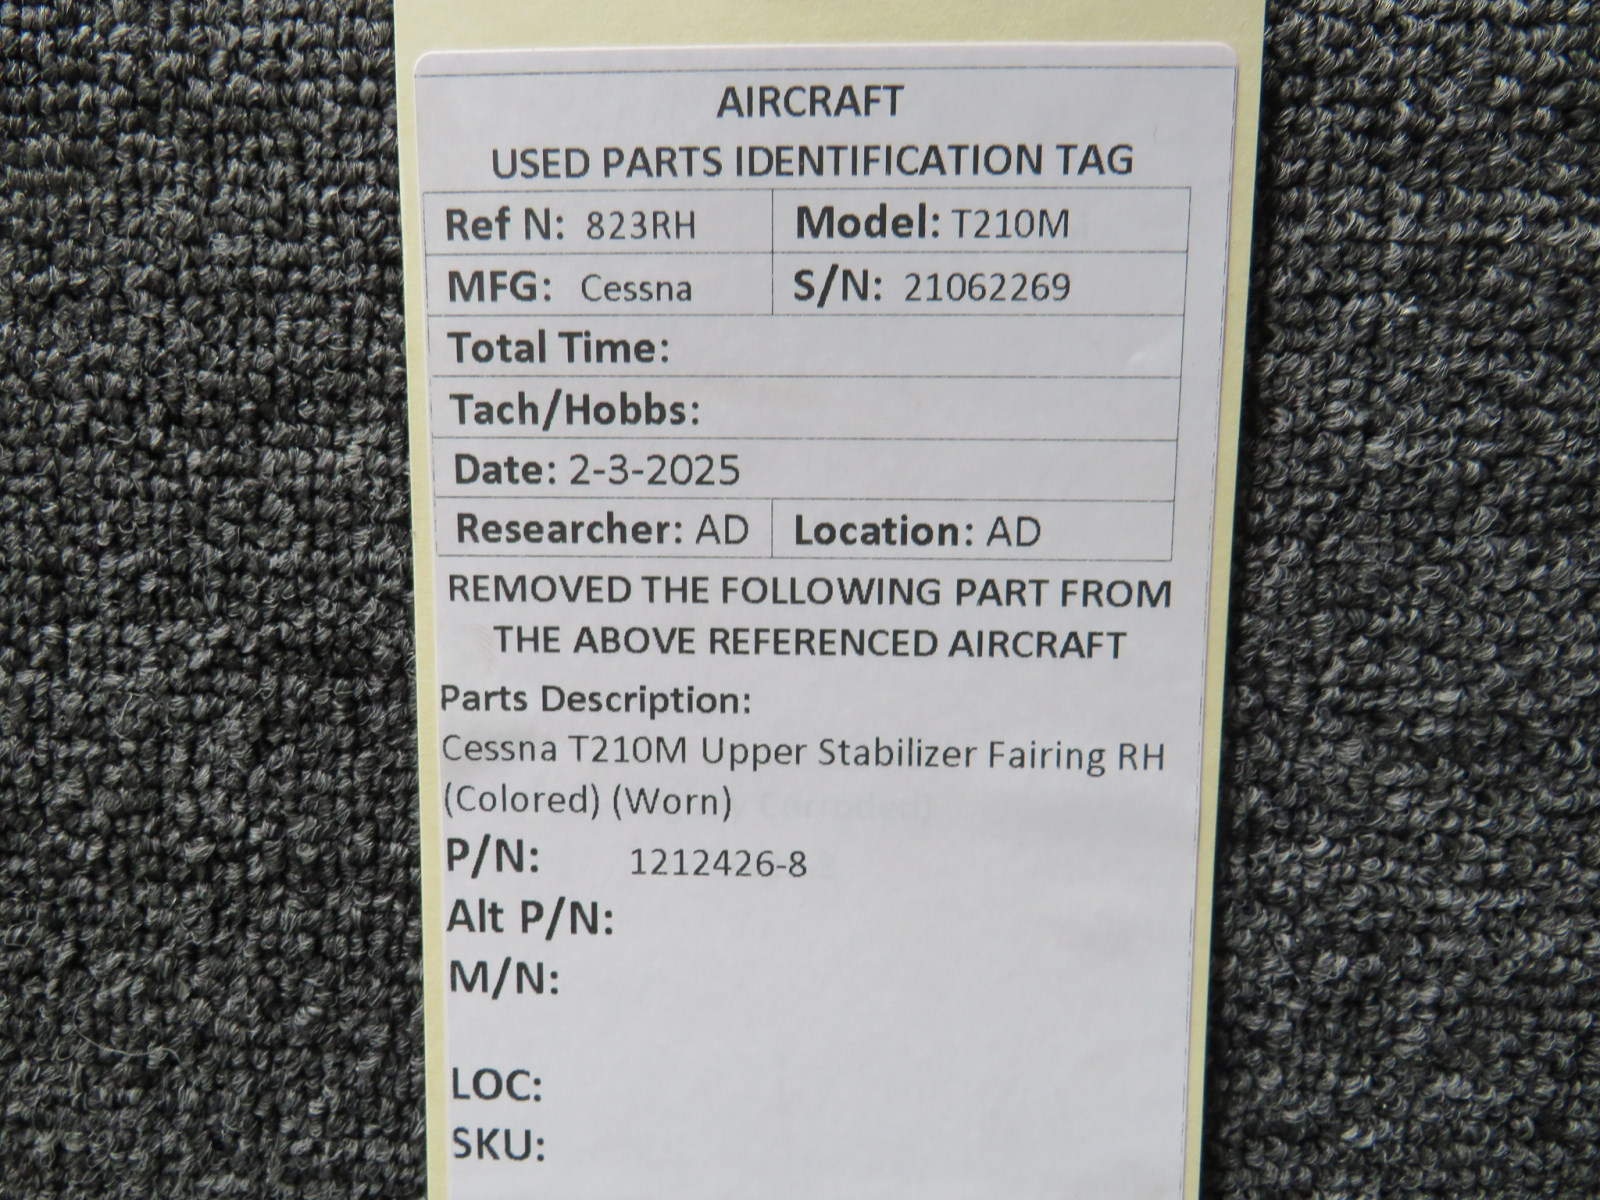 AIRCRAFT
USED PARTS IDENTIFICATION TAG
Ref N: 823RH Model: T210M
MFG: Cessna S/N: 21062269
Total Time:
Tach/Hobbs:
Date: 2-3-2025
Researcher: AD Location: AD
REMOVED THE FOLLOWING PART FROM
THE ABOVE REFERENCED AIRCRAFT
Parts Description:
Cessna T210M Upper Stabilizer Fairing RH
(Colored) (Worn)
P/N: 1212426-8
Alt P/N:
M/N:
LOC:
SKU: